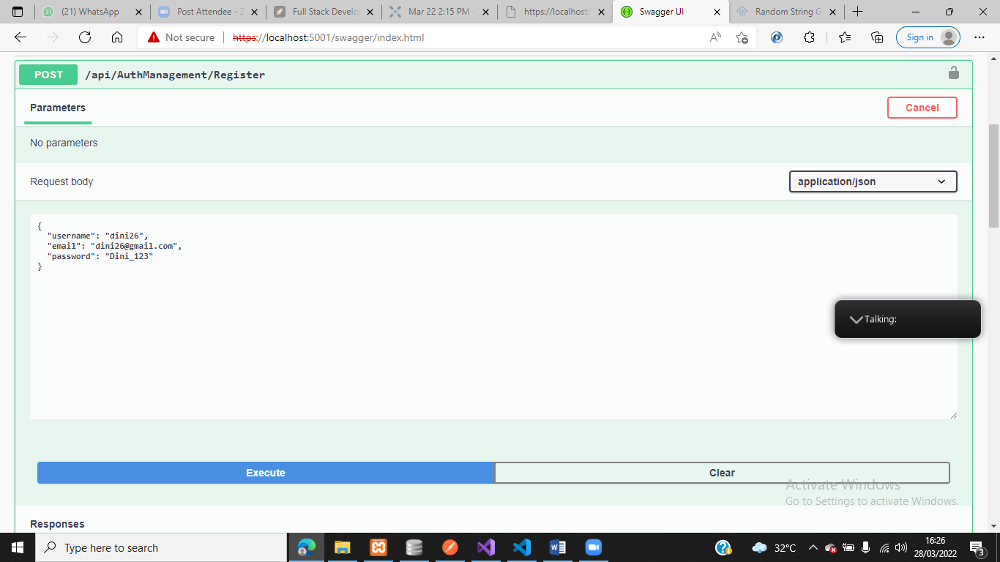 (21) WhatsApp
Post Attendee - Z
Full Stack Develo
Mar 22 2:15 PM -
https://localhost:
Swagger UI
Random String G
Not secure
https://localhost:5001/swagger/index.html
Sign in
POST
/api/AuthManagement/Register
Parameters
Cancel
No parameters
Request body
application/json
{
"username": "dini26",
"email": "dini26@gmail.com",
"password": "Dini_123"
}
Talking:
Execute
Clear
Activate Windows
Go to Settings to activate Windows.
Responses
Type here to search
32°C
16:26
28/03/2022
3